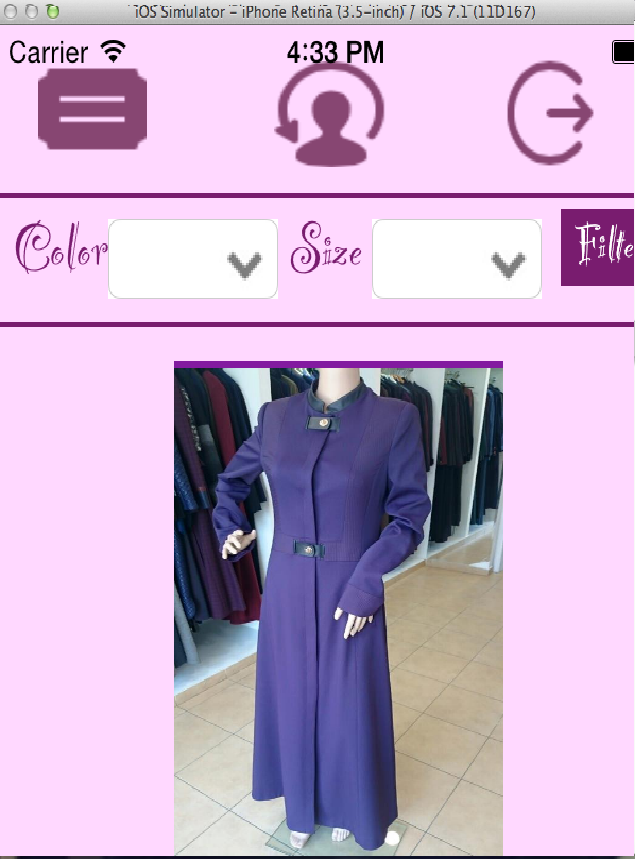 iOS Simulator - iPhone Retina (3.5-inch) / iOS 7.1 (11D167)
Carrier 4:33 PM
Color Size Filte